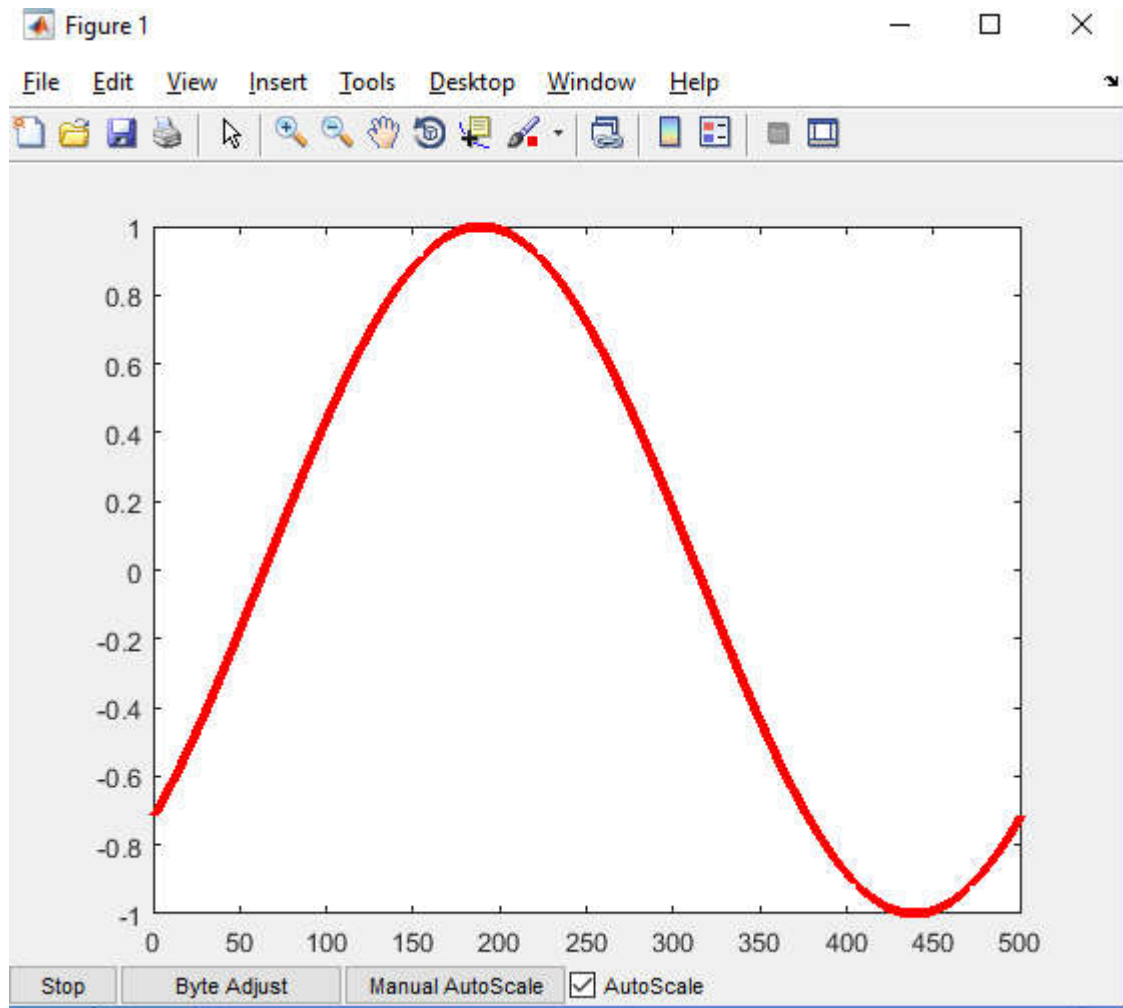 Figure 1
File Edit View Insert Tools Desktop Window Help
1
0.8
0.6
0.4
0.2
0
-0.2
-0.4
-0.6
-0.8
-1
0 50 100 150 200 250 300 350 400 450 500
Stop Byte Adjust Manual AutoScale AutoScale